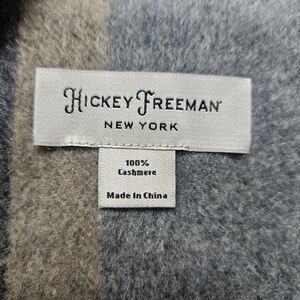 HICKEY FREEMAN
NEW YORK
100%
Cashmere
Made In China